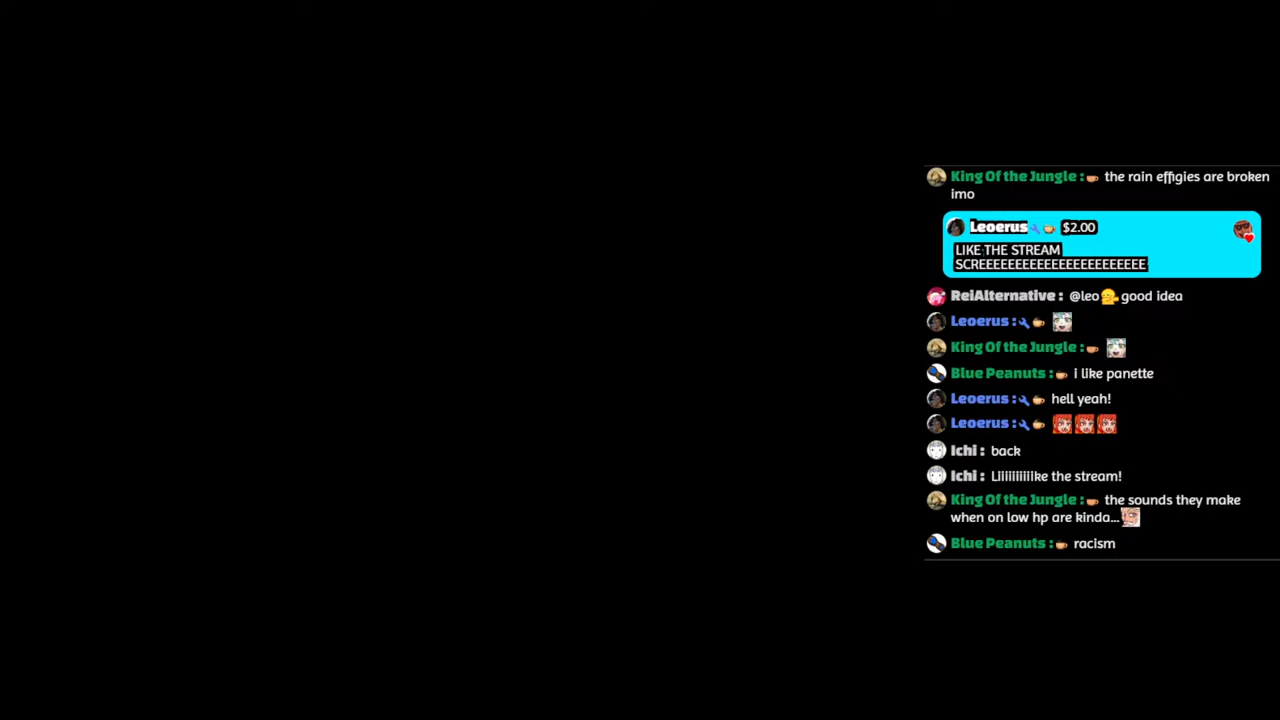 King Of the Jungle : the rain effigies are broken
imo
Leoerus $2.00
LIKE THE STREAM
SCREEEEEEEEEEEEEEEEEEEEEEE
ReiAlternative : @leo good idea
Leoerus :
King Of the Jungle :
Blue Peanuts : i like panette
Leoerus : hell yeah!
Leoerus :
Ichi : back
Ichi : Liiiiiiiiiike the stream!
King Of the Jungle : the sounds they make
when on low hp are kinda...
Blue Peanuts : racism